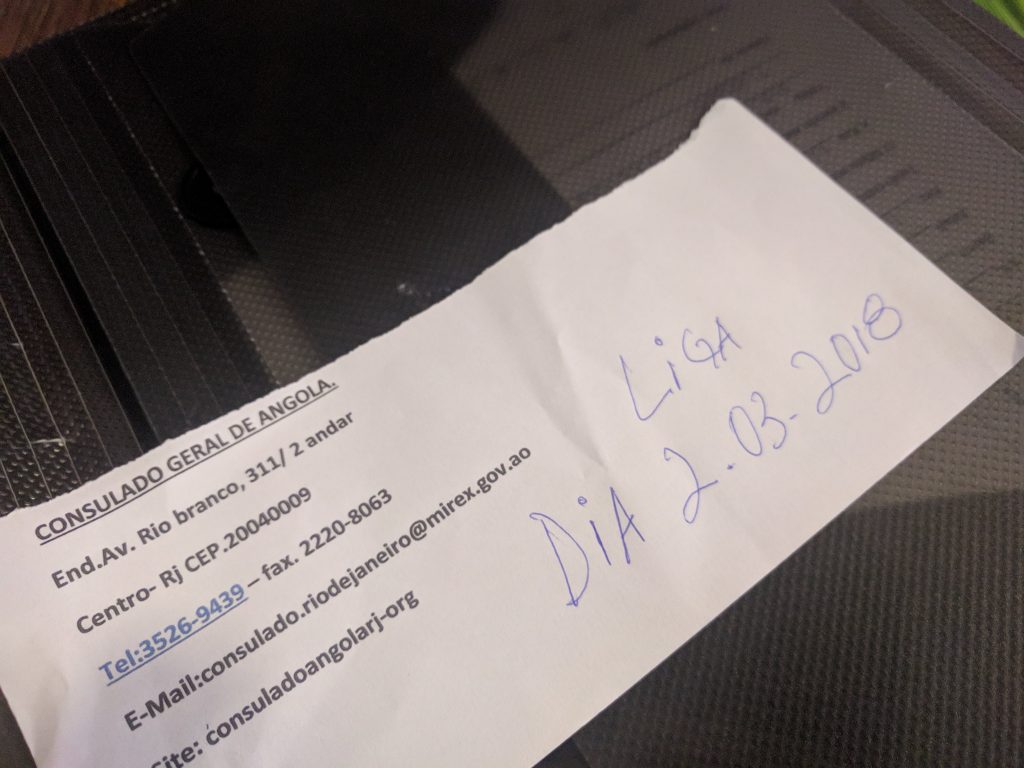 CONSULADO GERAL DE ANGOLA.
End.Av. Rio branco, 311/ 2 andar
Centro- Rj CEP.20040009
Tel:3526-9439 – fax. 2220-8063
E-Mail:consulado.riodejaneiro@mirex.gov.ao
Site: consuladoangolarj-org
LiGA
DiA 2.03-2018